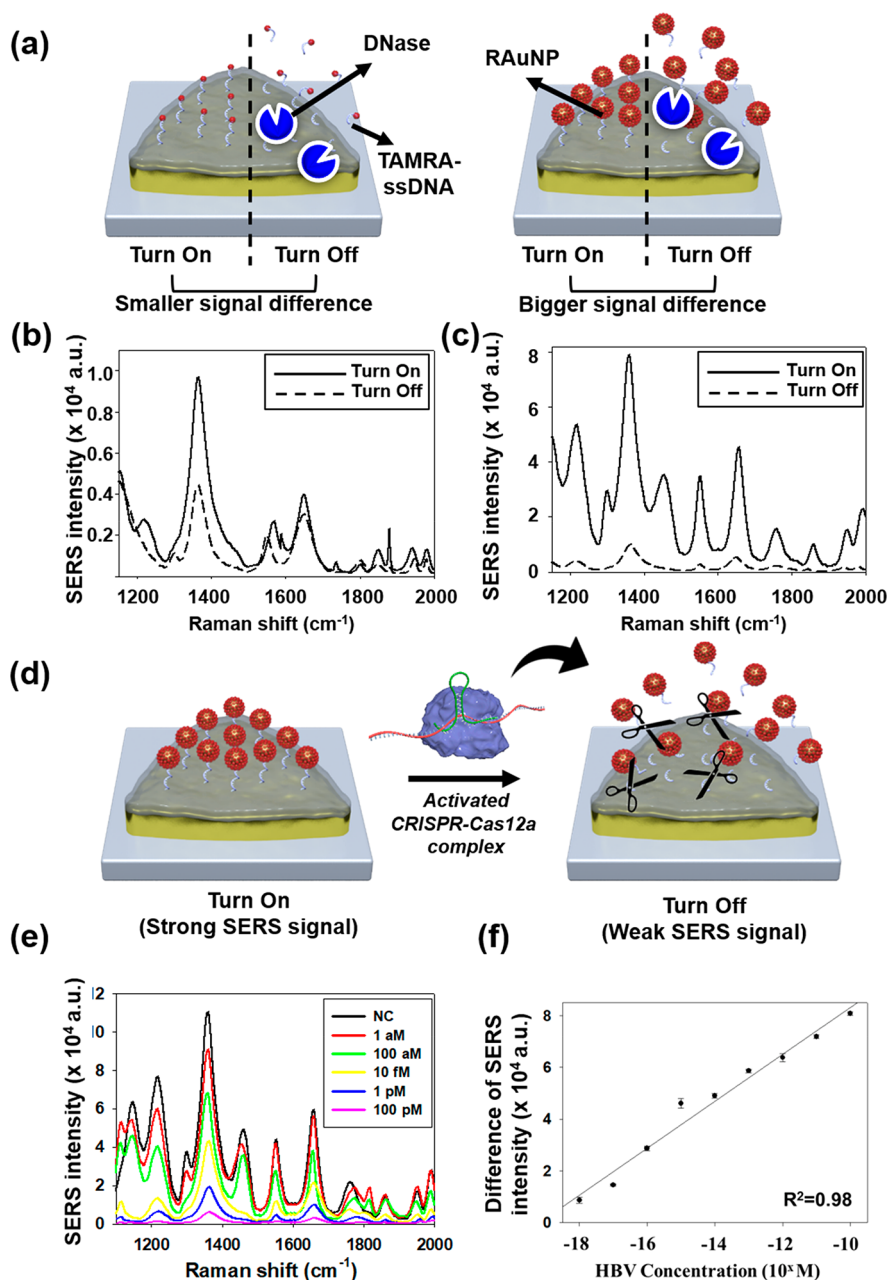 (a)
DNase
TAMRA-
ssDNA
Turn On
Turn Off
Smaller signal difference
RAuNP
Turn On
Turn Off
Bigger signal difference
(b)
SERS intensity (x 10⁴ a.u.)
1.0
0.8
0.6
0.4
0.2
Turn On
Turn Off
1200 1400 1600 1800 2000
Raman shift (cm⁻¹)
(c)
SERS intensity (x 10⁴ a.u.)
8
6
4
2
0
Turn On
Turn Off
1200 1400 1600 1800 2000
Raman shift (cm⁻¹)
(d)
Turn On
(Strong SERS signal)
Activated
CRISPR-Cas12a
complex
Turn Off
(Weak SERS signal)
(e)
SERS intensity (x 10⁴ a.u.)
12
10
8
6
4
2
0
NC
1 aM
100 aM
10 fM
1 pM
100 pM
1200 1400 1600 1800 2000
Raman shift (cm⁻¹)
(f)
Difference of SERS
intensity (x 10⁴ a.u.)
8
6
4
2
0
R²=0.98
-18 -16 -14 -12 -10
HBV Concentration (10ˣ M)